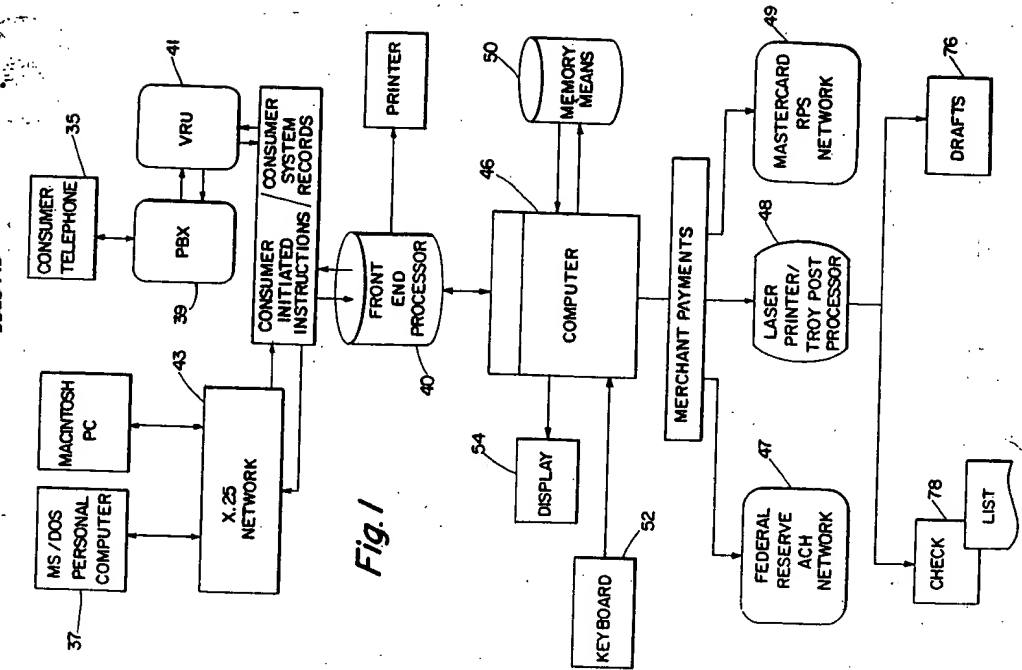 35
CONSUMER
TELEPHONE
41
VRU
PBX
39
MACINTOSH
PC
43
MS/DOS
PERSONAL
COMPUTER
37
X.25
NETWORK
CONSUMER
INITIATED
INSTRUCTIONS
/
CONSUMER
SYSTEM
RECORDS
FRONT
END
PROCESSOR
40
PRINTER
Fig. 1
46
COMPUTER
50
MEMORY
MEANS
54
DISPLAY
52
KEYBOARD
MERCHANT PAYMENTS
47
FEDERAL
RESERVE
ACH
NETWORK
48
LASER
PRINTER/
TROY POST
PROCESSOR
49
MASTERCARD
RPS
NETWORK
78
CHECK
LIST
76
DRAFTS